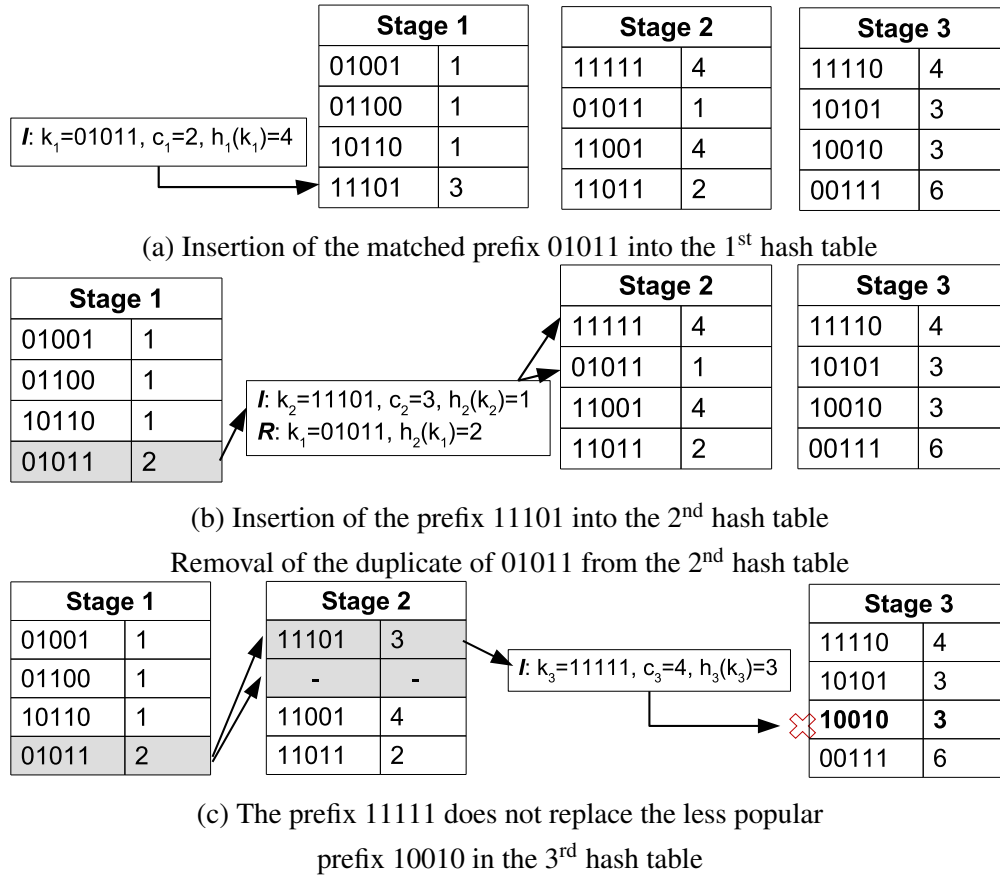 Stage 1 Stage 2 Stage 3
01001 1 11111 4 11110 4
01100 1 01011 1 10101 3
I: k1=01011, c1=2, h1(k1)=4
10110 1 11001 4 10010 3
11101 3 11011 2 00111 6
(a) Insertion of the matched prefix 01011 into the 1st hash table
Stage 1 Stage 2 Stage 3
01001 1 11111 4 11110 4
01100 1 01011 1 10101 3
I: k2=11101, c2=3, h2(k2)=1
R: k1=01011, h2(k1)=2
10110 1 11001 4 10010 3
01011 2 11011 2 00111 6
(b) Insertion of the prefix 11101 into the 2nd hash table
Removal of the duplicate of 01011 from the 2nd hash table
Stage 1 Stage 2 Stage 3
01001 1 11101 3 11110 4
I: k3=11111, c3=4, h3(k3)=3
01100 1 - - 10101 3
10110 1 11001 4 10010 3
01011 2 11011 2 00111 6
(c) The prefix 11111 does not replace the less popular
prefix 10010 in the 3rd hash table